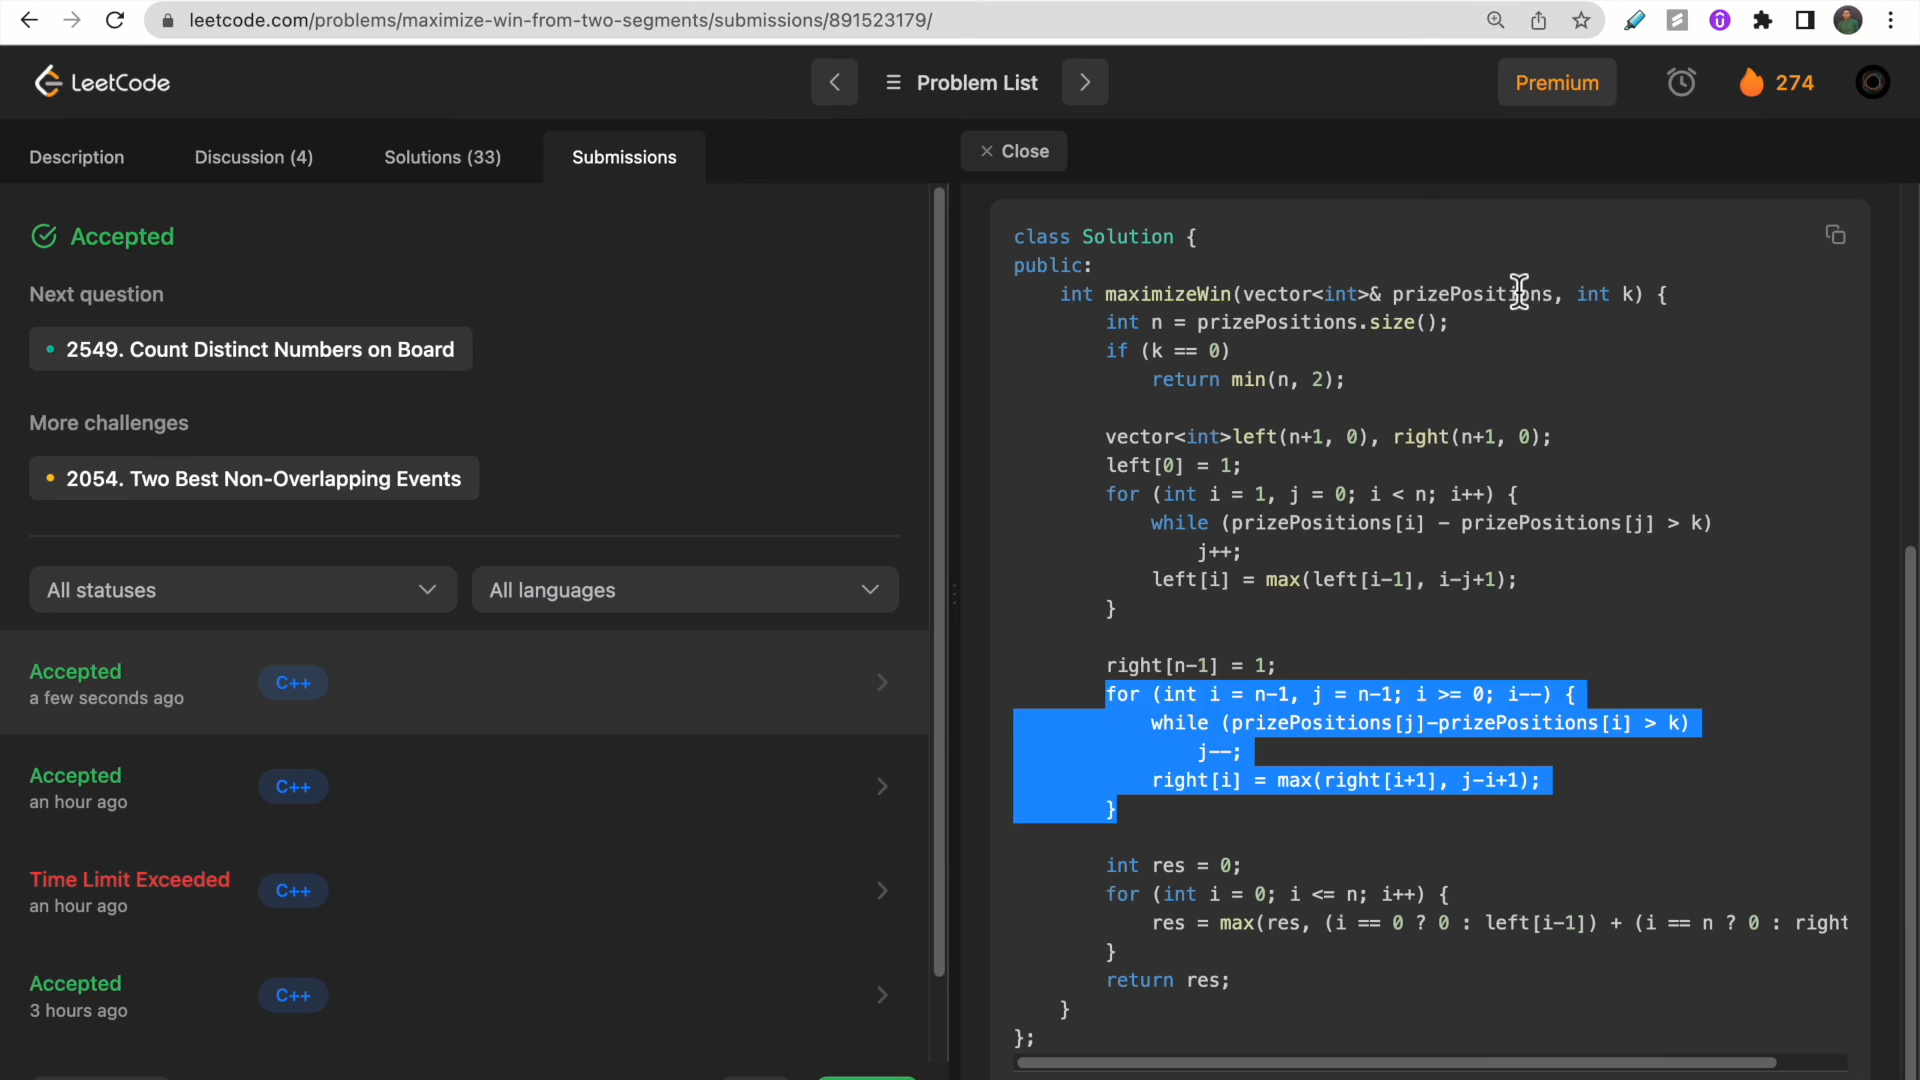 leetcode.com/problems/maximize-win-from-two-segments/submissions/891523179/
LeetCode
Problem List
Premium
274
Description
Discussion (4)
Solutions (33)
Submissions
Close
Accepted
Next question
2549. Count Distinct Numbers on Board
More challenges
2054. Two Best Non-Overlapping Events
All statuses
All languages
Accepted
a few seconds ago
C++
Accepted
an hour ago
C++
Time Limit Exceeded
an hour ago
C++
Accepted
3 hours ago
C++
class Solution {
public:
    int maximizeWin(vector<int>& prizePositions, int k) {
        int n = prizePositions.size();
        if (k == 0)
            return min(n, 2);
        vector<int>left(n+1, 0), right(n+1, 0);
        left[0] = 1;
        for (int i = 1, j = 0; i < n; i++) {
            while (prizePositions[i] - prizePositions[j] > k)
                j++;
            left[i] = max(left[i-1], i-j+1);
        }
        right[n-1] = 1;
        for (int i = n-1, j = n-1; i >= 0; i--) {
            while (prizePositions[j]-prizePositions[i] > k)
                j--;
            right[i] = max(right[i+1], j-i+1);
        }
        int res = 0;
        for (int i = 0; i <= n; i++) {
            res = max(res, (i == 0 ? 0 : left[i-1]) + (i == n ? 0 : right
        }
        return res;
    }
};